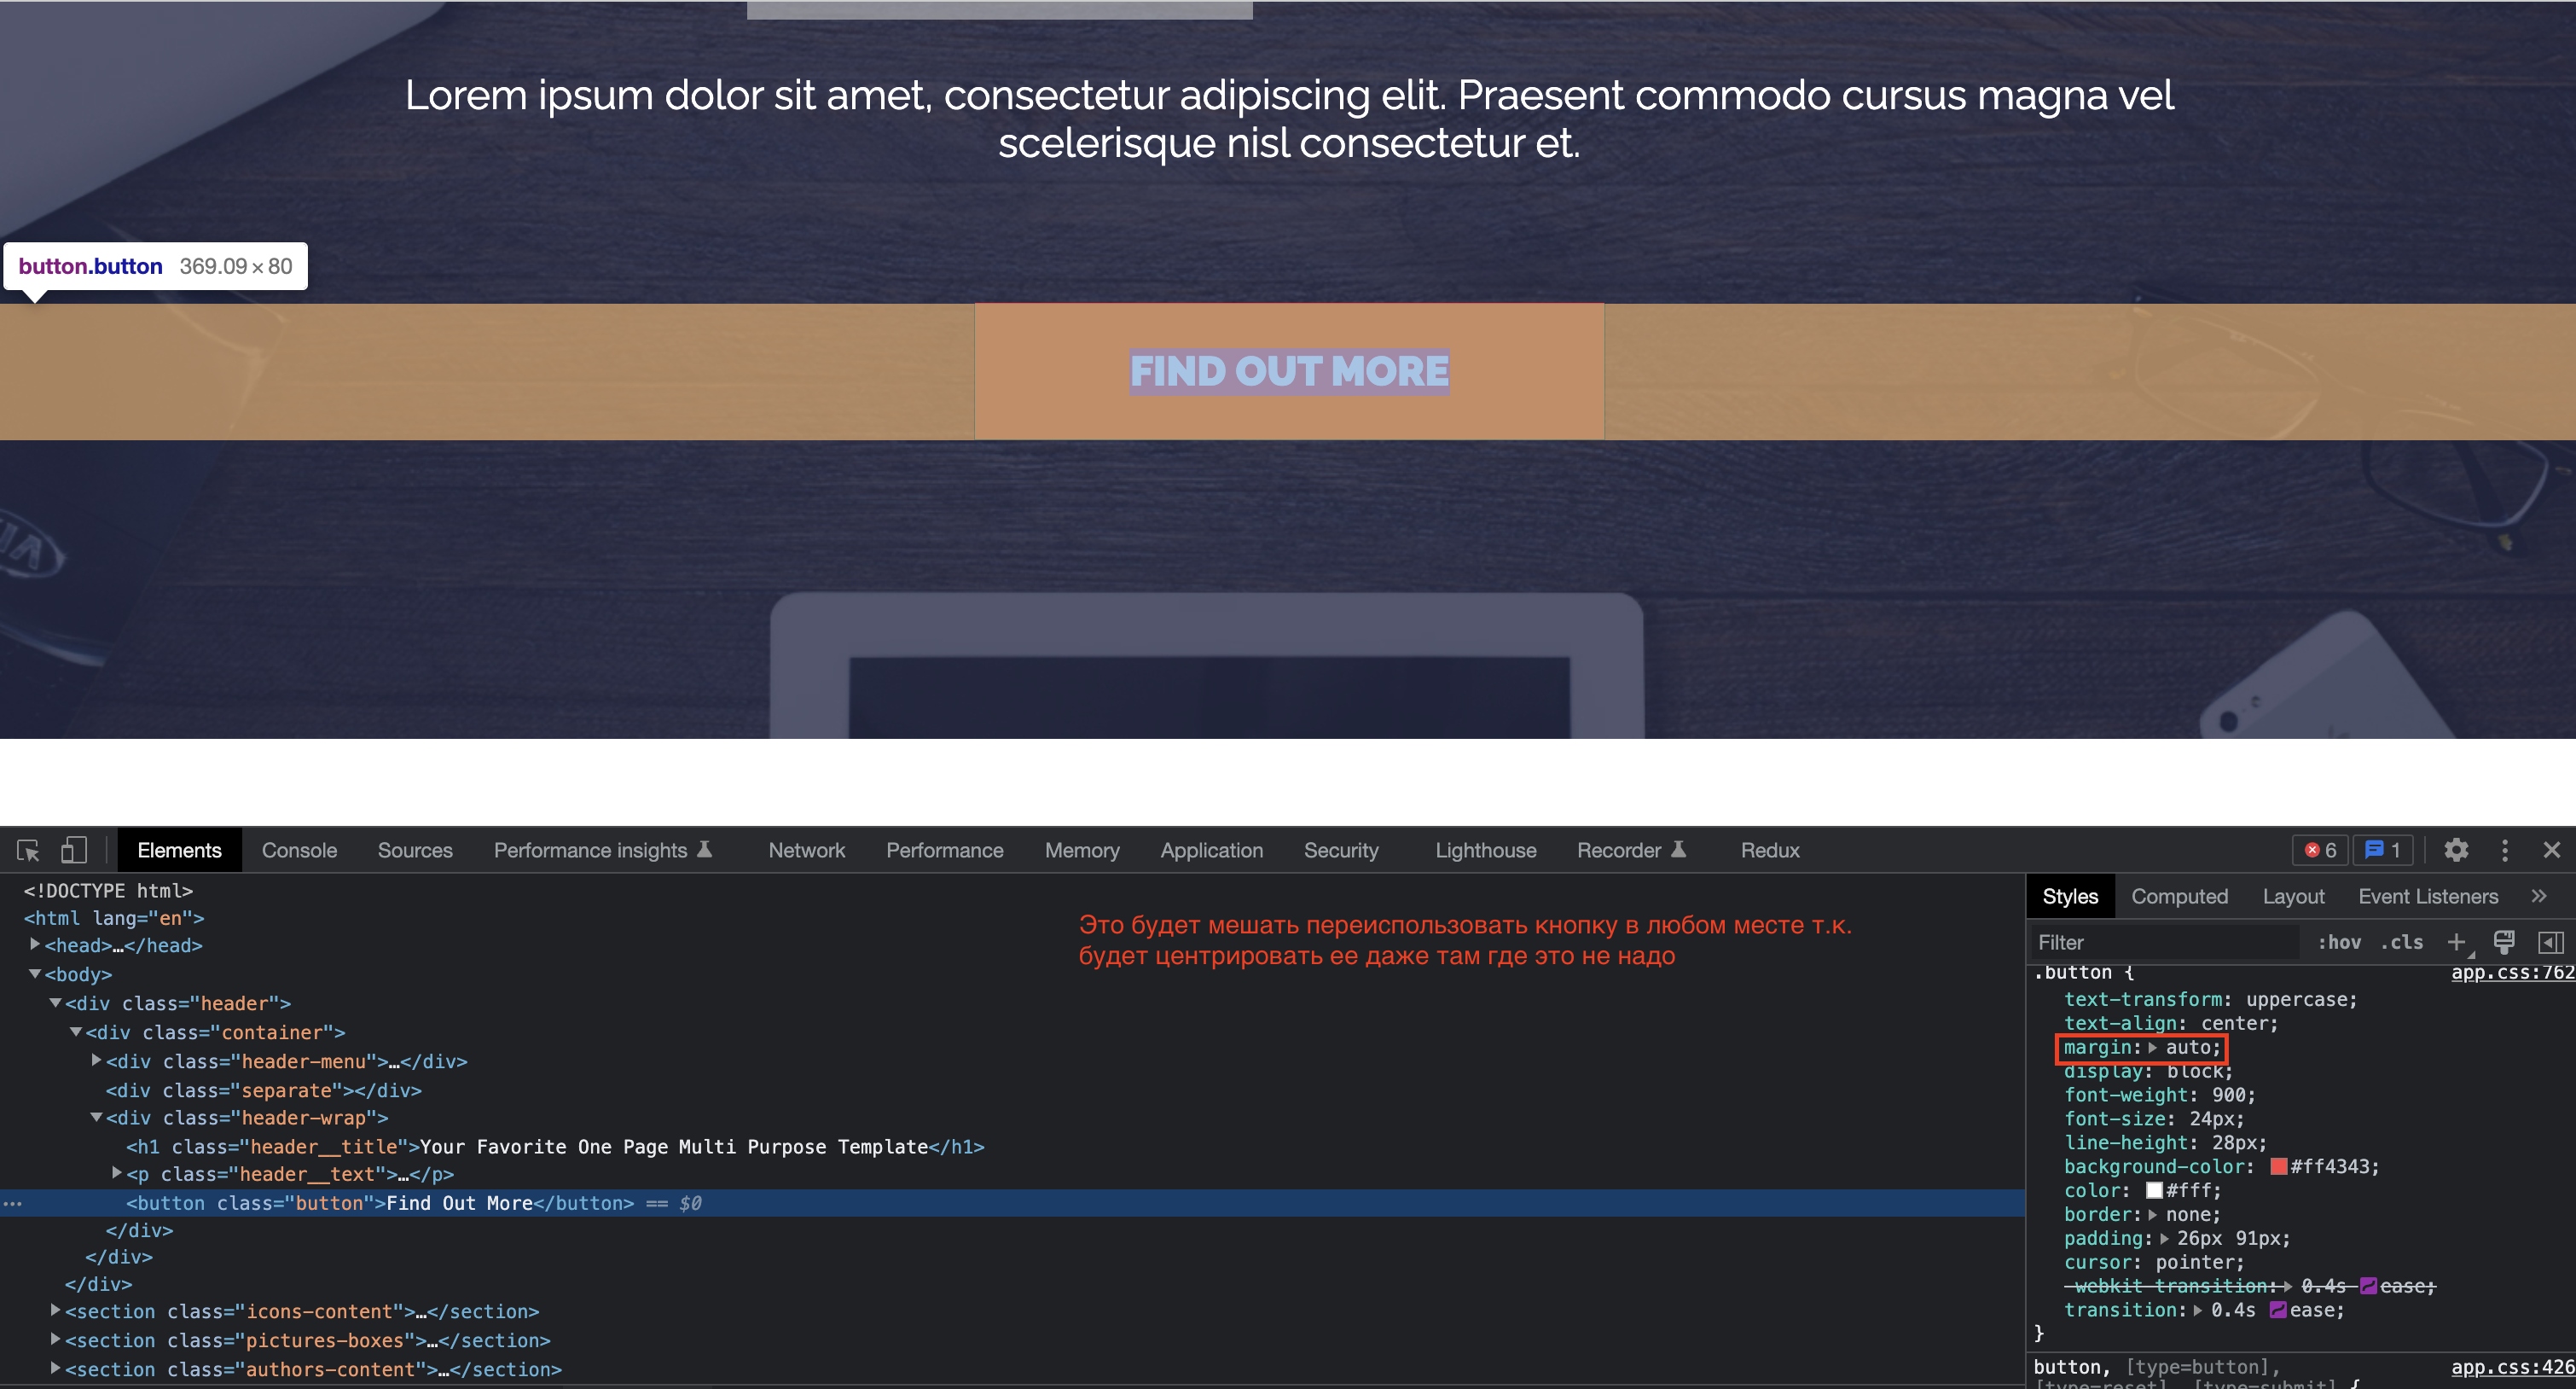 Lorem ipsum dolor sit amet, consectetur adipiscing elit. Praesent commodo cursus magna vel
scelerisque nisl consectetur et.
button.button 369.09 × 80
FIND OUT MORE
Elements Console Sources Performance insights Network Performance Memory Application Security Lighthouse Recorder Redux 6 1
<!DOCTYPE html>
<html lang="en">
<head>…</head>
<body>
<div class="header">
<div class="container">
<div class="header-menu">…</div>
<div class="separate"></div>
<div class="header-wrap">
<h1 class="header__title">Your Favorite One Page Multi Purpose Template</h1>
<p class="header__text">…</p>
<button class="button">Find Out More</button> == $0
</div>
</div>
</div>
<section class="icons-content">…</section>
<section class="pictures-boxes">…</section>
<section class="authors-content">…</section>
Это будет мешать переиспользовать кнопку в любом месте т.к.
будет центрировать ее даже там где это не надо
Styles Computed Layout Event Listeners »
Filter :hov .cls +
.button { app.css:762
text-transform: uppercase;
text-align: center;
margin: auto;
display: block;
font-weight: 900;
font-size: 24px;
line-height: 28px;
background-color: #ff4343;
color: #fff;
border: none;
padding: 26px 91px;
cursor: pointer;
-webkit-transition: 0.4s ease;
transition: 0.4s ease;
}
button, [type=button], app.css:426
[type=reset], [type=submit] {